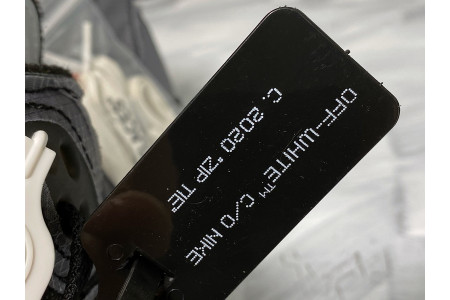 OFF-WHITE™ C/O NIKE
C. 2020 "ZIP TIE"